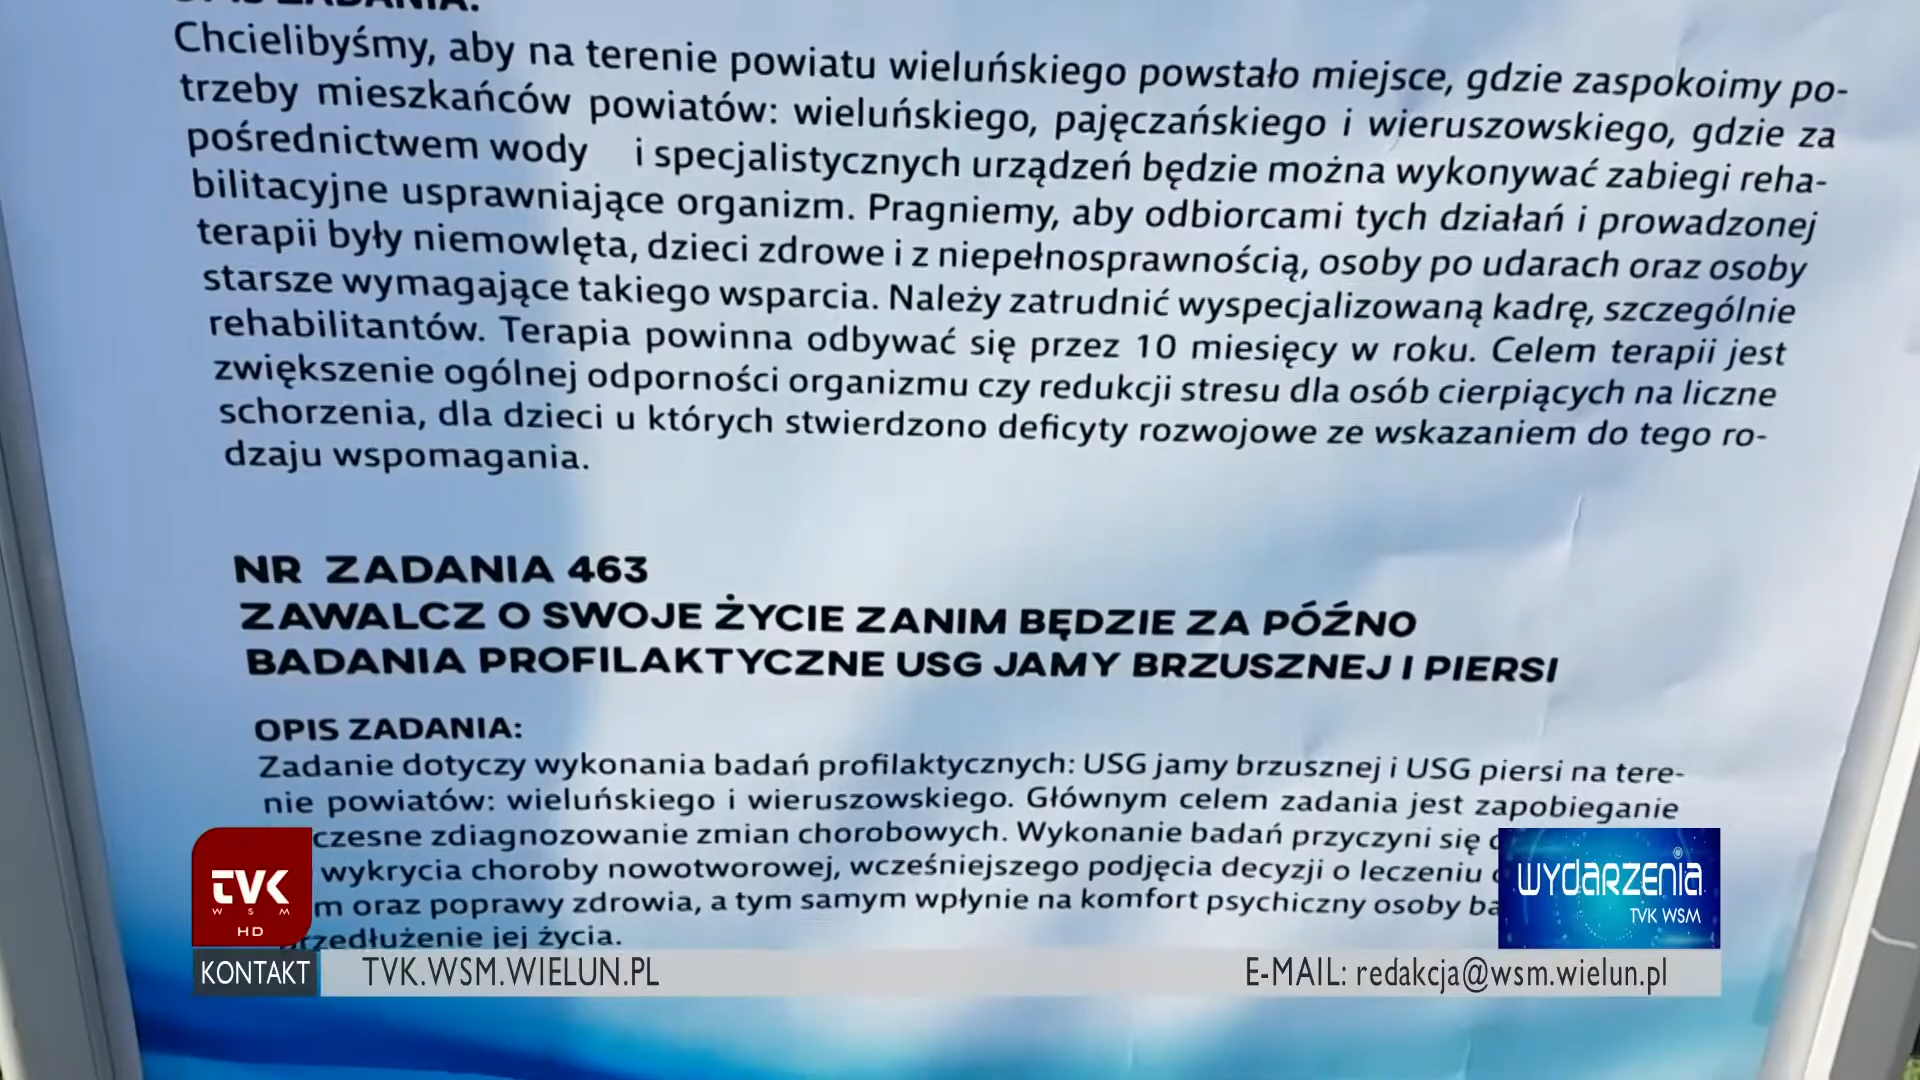 OPIS ZADANIA:
Chcielibyśmy, aby na terenie powiatu wieluńskiego powstało miejsce, gdzie zaspokoimy po-
trzeby mieszkańców powiatów: wieluńskiego, pajęczańskiego i wieruszowskiego, gdzie za
pośrednictwem wody i specjalistycznych urządzeń będzie można wykonywać zabiegi reha-
bilitacyjne usprawniające organizm. Pragniemy, aby odbiorcami tych działań i prowadzonej
terapii były niemowlęta, dzieci zdrowe i z niepełnosprawnością, osoby po udarach oraz osoby
starsze wymagające takiego wsparcia. Należy zatrudnić wyspecjalizowaną kadrę, szczególnie
rehabilitantów. Terapia powinna odbywać się przez 10 miesięcy w roku. Celem terapii jest
zwiększenie ogólnej odporności organizmu czy redukcji stresu dla osób cierpiących na liczne
schorzenia, dla dzieci u których stwierdzono deficyty rozwojowe ze wskazaniem do tego ro-
dzaju wspomagania.
NR ZADANIA 463
ZAWALCZ O SWOJE ŻYCIE ZANIM BĘDZIE ZA PÓŹNO
BADANIA PROFILAKTYCZNE USG JAMY BRZUSZNEJ I PIERSI
OPIS ZADANIA:
Zadanie dotyczy wykonania badań profilaktycznych: USG jamy brzusznej i USG piersi na tere-
nie powiatów: wieluńskiego i wieruszowskiego. Głównym celem zadania jest zapobieganie
czesne zdiagnozowanie zmian chorobowych. Wykonanie badań przyczyni się
wykrycia choroby nowotworowej, wcześniejszego podjęcia decyzji o leczeniu
m oraz poprawy zdrowia, a tym samym wpłynie na komfort psychiczny osoby ba
przedłużenie jej życia.
TVK
WSM
HD
WYDARZENIA
TVK WSM
KONTAKT TVK.WSM.WIELUN.PL E-MAIL: redakcja@wsm.wielun.pl